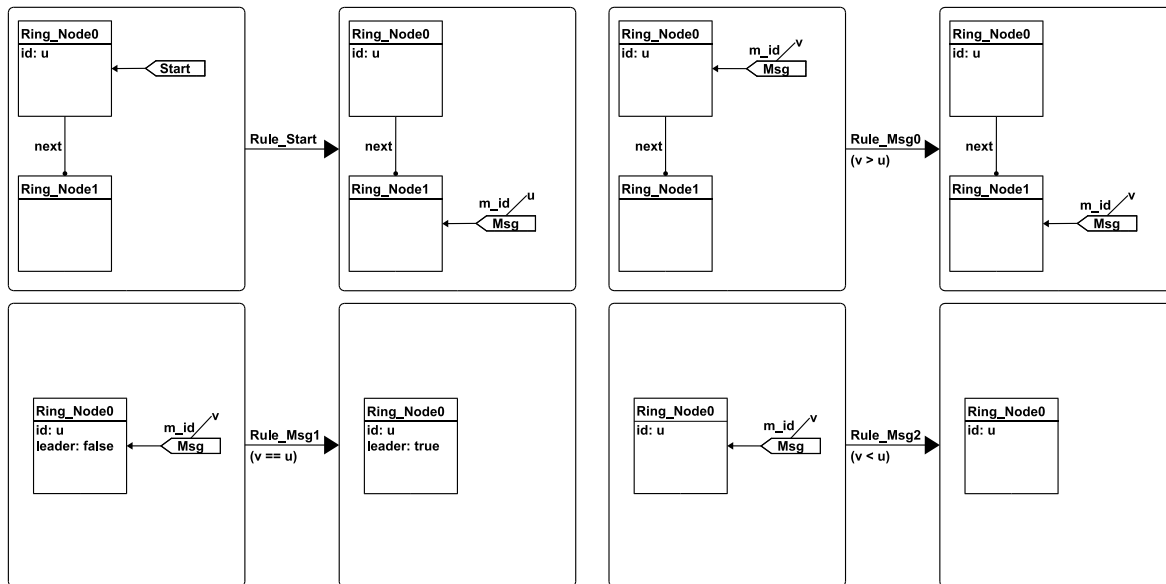 Ring_Node0
id: u
Start
next
Ring_Node1
Rule_Start
Ring_Node0
id: u
next
Ring_Node1
m_id
u
Msg
Ring_Node0
id: u
m_id
v
Msg
next
Ring_Node1
Rule_Msg0
(v > u)
Ring_Node0
id: u
next
Ring_Node1
m_id
v
Msg
Ring_Node0
id: u
leader: false
m_id
v
Msg
Rule_Msg1
(v == u)
Ring_Node0
id: u
leader: true
Ring_Node0
id: u
m_id
v
Msg
Rule_Msg2
(v < u)
Ring_Node0
id: u